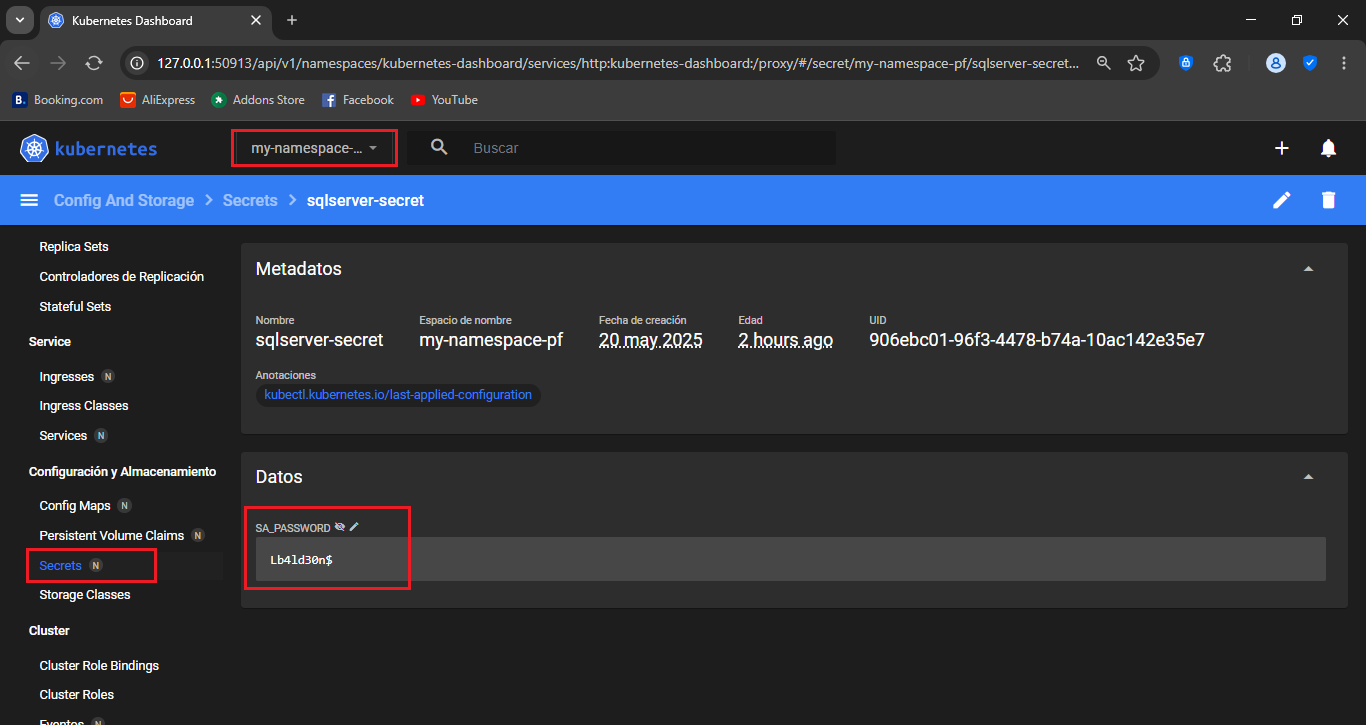 Kubernetes Dashboard
127.0.0.1:50913/api/v1/namespaces/kubernetes-dashboard/services/http:kubernetes-dashboard:/proxy/#/secret/my-namespace-pf/sqlserver-secret...
B. Booking.com AliExpress Addons Store Facebook YouTube
kubernetes my-namespace-... Buscar
Config And Storage > Secrets > sqlserver-secret
Replica Sets
Controladores de Replicación
Stateful Sets
Service
Ingresses N
Ingress Classes
Services N
Configuración y Almacenamiento
Config Maps N
Persistent Volume Claims N
Secrets N
Storage Classes
Cluster
Cluster Role Bindings
Cluster Roles
Eventos N
Metadatos
Nombre Espacio de nombre Fecha de creación Edad UID
sqlserver-secret my-namespace-pf 20 may 2025 2 hours ago 906ebc01-96f3-4478-b74a-10ac142e35e7
Anotaciones
kubectl.kubernetes.io/last-applied-configuration
Datos
SA_PASSWORD
Lb4ld30n$